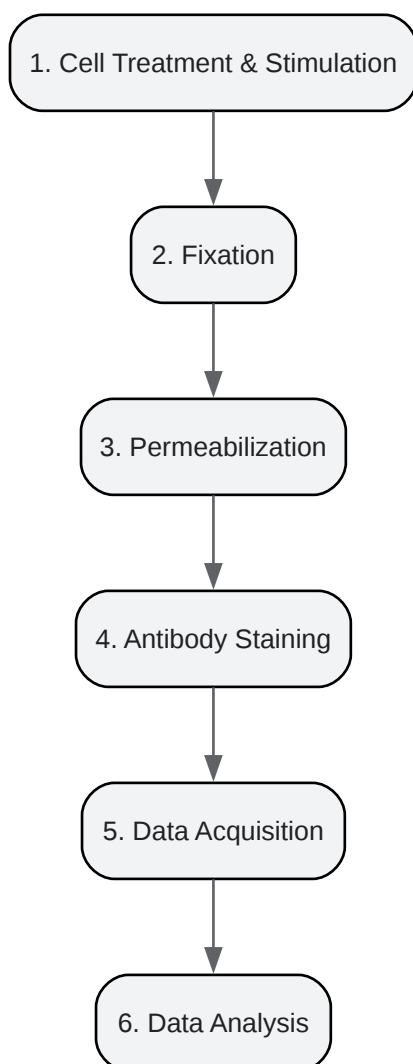 1. Cell Treatment & Stimulation
2. Fixation
3. Permeabilization
4. Antibody Staining
5. Data Acquisition
6. Data Analysis